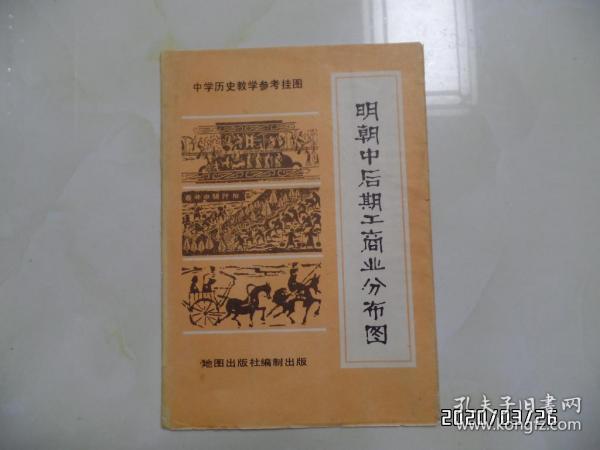 中学历史教学参考挂图
明朝中后期工商业分布图
地图出版社编制出版
孔夫子旧书网
www.kongfz.com
2020/03/26